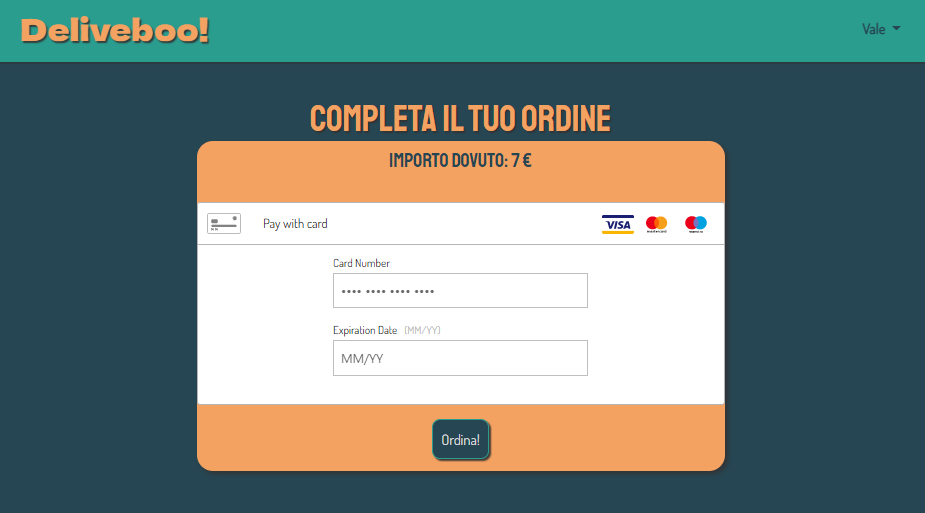 Deliveboo!
Vale
COMPLETA IL TUO ORDINE
IMPORTO DOVUTO: 7 €
Pay with card
VISA
Card Number
•••• •••• •••• ••••
Expiration Date (MM/YY)
MM/YY
Ordina!